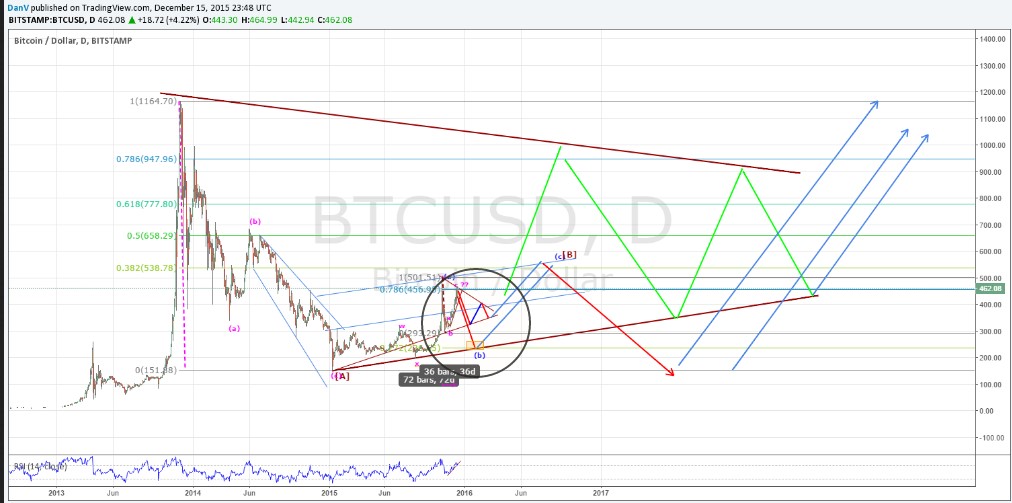 DanV published on TradingView.com, December 15, 2015 23:48 UTC
BITSTAMP:BTCUSD, D 462.08 ▲ +18.72 (+4.22%) O:443.30 H:464.99 L:442.94 C:462.08
Bitcoin / Dollar, D, BITSTAMP
1400.00
1300.00
1200.00
1(1164.70)
1100.00
1000.00
0.786(947.96)
900.00
0.618(777.80)
800.00
BTCUSD, D
700.00
(b)
0.5(658.29)
600.00
(c) [B]
0.382(538.78)
Bitcoin / Dollar
1(501.51)
500.00
??
0.786(456.95)
462.08
400.00
(a)
0(293.29)
300.00
b
(b)
200.00
x
0(151.88)
[A]
36 bars, 36d
72 bars, 72d
100.00
0.00
-100.00
RSI (14, close)
2013 Jun 2014 Jun 2015 Jun 2016 Jun 2017